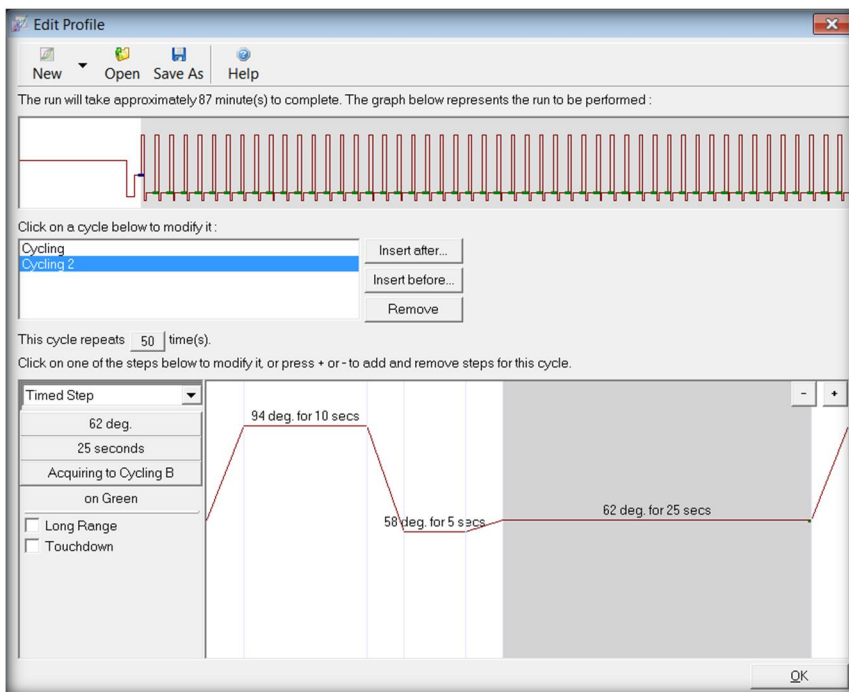 Edit Profile
New Open Save As Help
The run will take approximately 87 minute(s) to complete. The graph below represents the run to be performed :
Click on a cycle below to modify it :
Cycling
Cycling 2
Insert after...
Insert before...
Remove
This cycle repeats 50 time(s).
Click on one of the steps below to modify it, or press + or - to add and remove steps for this cycle.
Timed Step
- +
62 deg.
25 seconds
Acquiring to Cycling B
on Green
Long Range
Touchdown
94 deg. for 10 secs
58 deg. for 5 secs
62 deg. for 25 secs
OK